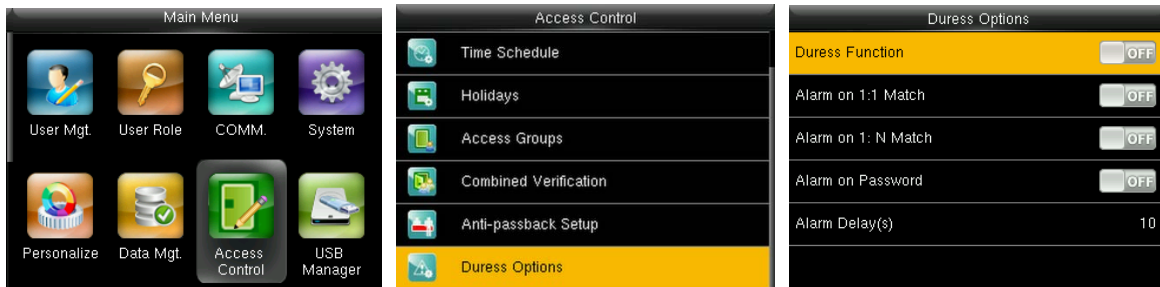 Main Menu
User Mgt.
User Role
COMM.
System
Personalize
Data Mgt.
Access
Control
USB
Manager
Access Control
Time Schedule
Holidays
Access Groups
Combined Verification
Anti-passback Setup
Duress Options
Duress Options
Duress Function OFF
Alarm on 1:1 Match OFF
Alarm on 1: N Match OFF
Alarm on Password OFF
Alarm Delay(s) 10